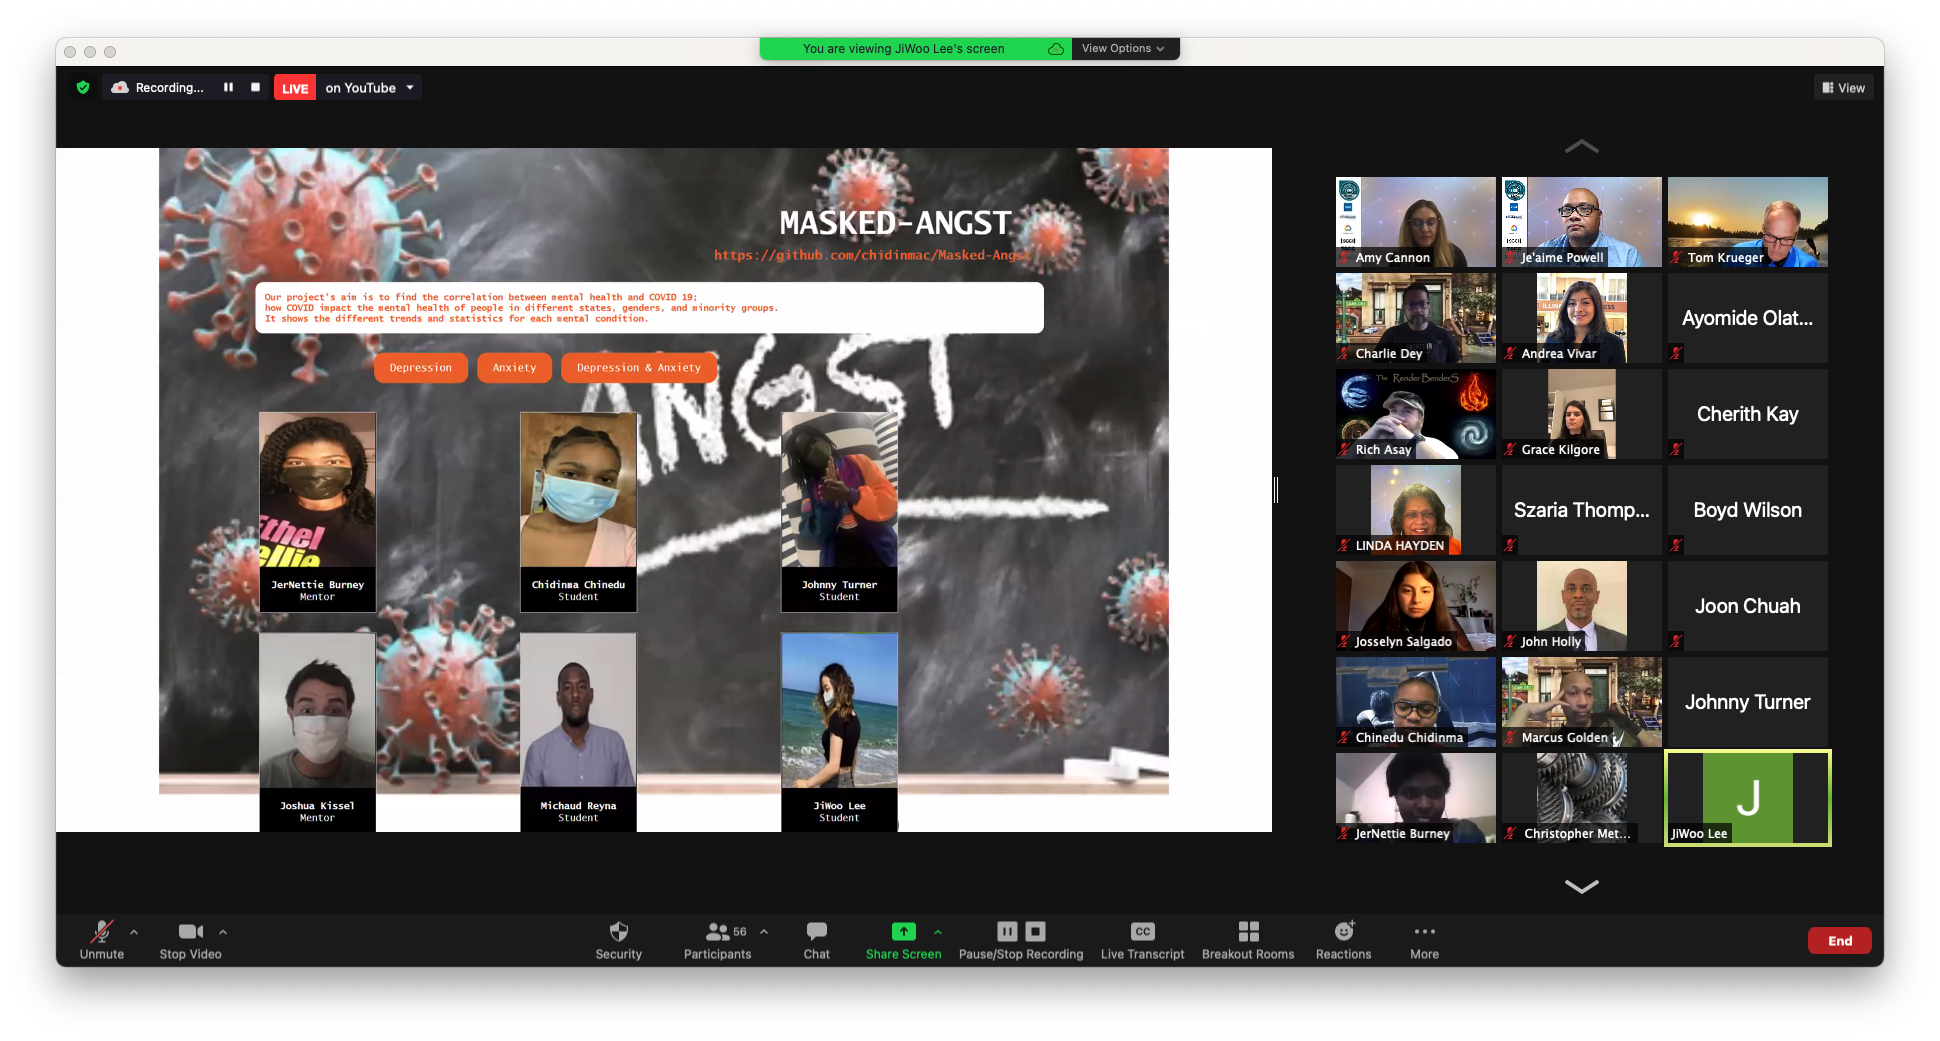 You are viewing JiWoo Lee's screen
View Options
Recording...
LIVE on YouTube
View
MASKED-ANGST
https://github.com/chidinmac/Masked-Angst
Our project's aim is to find the correlation between mental health and COVID 19;
how COVID impact the mental health of people in different states, genders, and minority groups.
It shows the different trends and statistics for each mental condition.
Depression
Anxiety
Depression & Anxiety
ANGST
JerNettie Burney
Mentor
Chidinma Chinedu
Student
Johnny Turner
Student
Joshua Kissel
Mentor
Michaud Reyna
Student
JiWoo Lee
Student
Amy Cannon
Je'aime Powell
Tom Krueger
Charlie Dey
Andrea Vivar
Ayomide Olat...
The RenderBenderS
Rich Asay
Grace Kilgore
Cherith Kay
LINDA HAYDEN
Szaria Thomp...
Boyd Wilson
Josselyn Salgado
John Holly
Joon Chuah
Chinedu Chidinma
Marcus Golden
Johnny Turner
JerNettie Burney
Christopher Met...
J
JiWoo Lee
Unmute
Stop Video
Security
56
Participants
Chat
Share Screen
Pause/Stop Recording
CC
Live Transcript
Breakout Rooms
Reactions
More
End